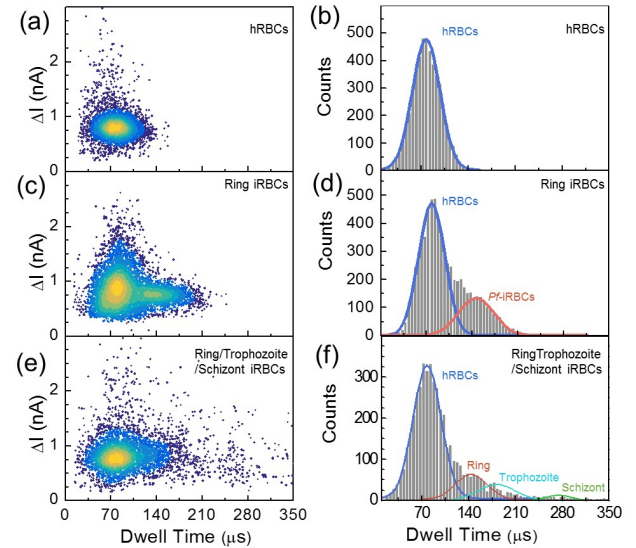 (a)
hRBCs
ΔI (nA)
2
1
0
(b)
hRBCs
hRBCs
Counts
500
400
300
200
100
0
(c)
Ring iRBCs
ΔI (nA)
2
1
0
(d)
Ring iRBCs
hRBCs
Pf-iRBCs
Counts
500
400
300
200
100
0
(e)
Ring/Trophozoite
/Schizont iRBCs
ΔI (nA)
2
1
0
0 70 140 210 280 350
Dwell Time (μs)
(f)
RingTrophozoite
/Schizont iRBCs
hRBCs
Ring
Trophozoite
Schizont
Counts
300
200
100
0
70 140 210 280 350
Dwell Time (μs)